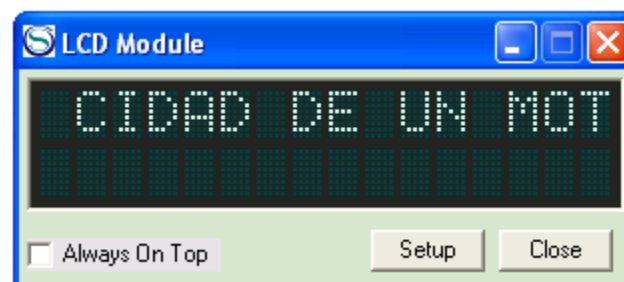 LCD Module
CIDAD DE UN MOT
Always On Top
Setup
Close